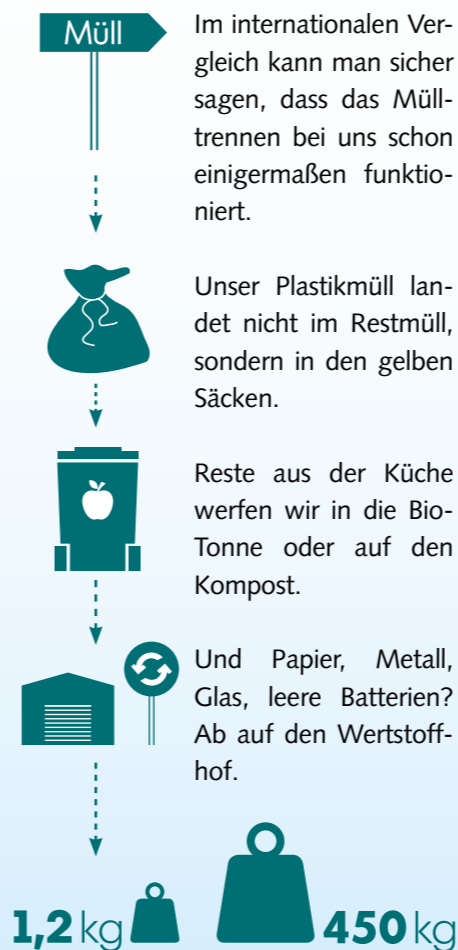 Müll
Im internationalen Ver-
gleich kann man sicher
sagen, dass das Müll-
trennen bei uns schon
einigermaßen funktio-
niert.
Unser Plastikmüll lan-
det nicht im Restmüll,
sondern in den gelben
Säcken.
Reste aus der Küche
werfen wir in die Bio-
Tonne oder auf den
Kompost.
Und Papier, Metall,
Glas, leere Batterien?
Ab auf den Wertstoff-
hof.
1,2 kg
450 kg